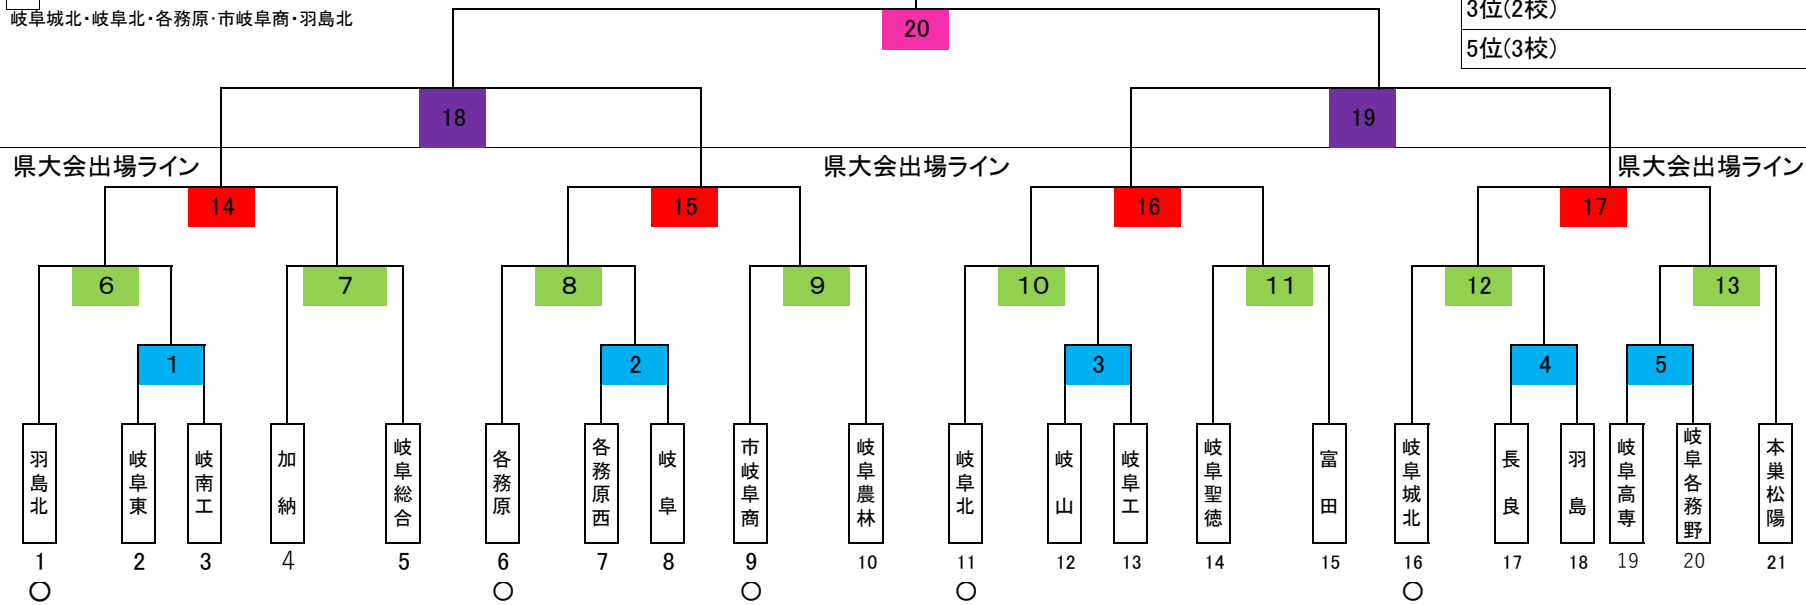 3位(2校)
岐阜城北・岐阜北・各務原・市岐阜商・羽島北
20
5位(3校)
18
19
県大会出場ライン
県大会出場ライン
県大会出場ライン
14
15
16
17
6
7
8
9
10
11
12
13
1
2
3
4
5
羽島北
岐阜東
岐南工
加納
岐阜総合
各務原
各務原西
岐阜
市岐阜商
岐阜農林
岐阜北
岐山
岐阜工
岐阜聖徳
富田
岐阜城北
長良
羽島
岐阜高専
岐阜各務野
本巣松陽
1 2 3 4 5 6 7 8 9 10 11 12 13 14 15 16 17 18 19 20 21
○ ○ ○ ○ ○